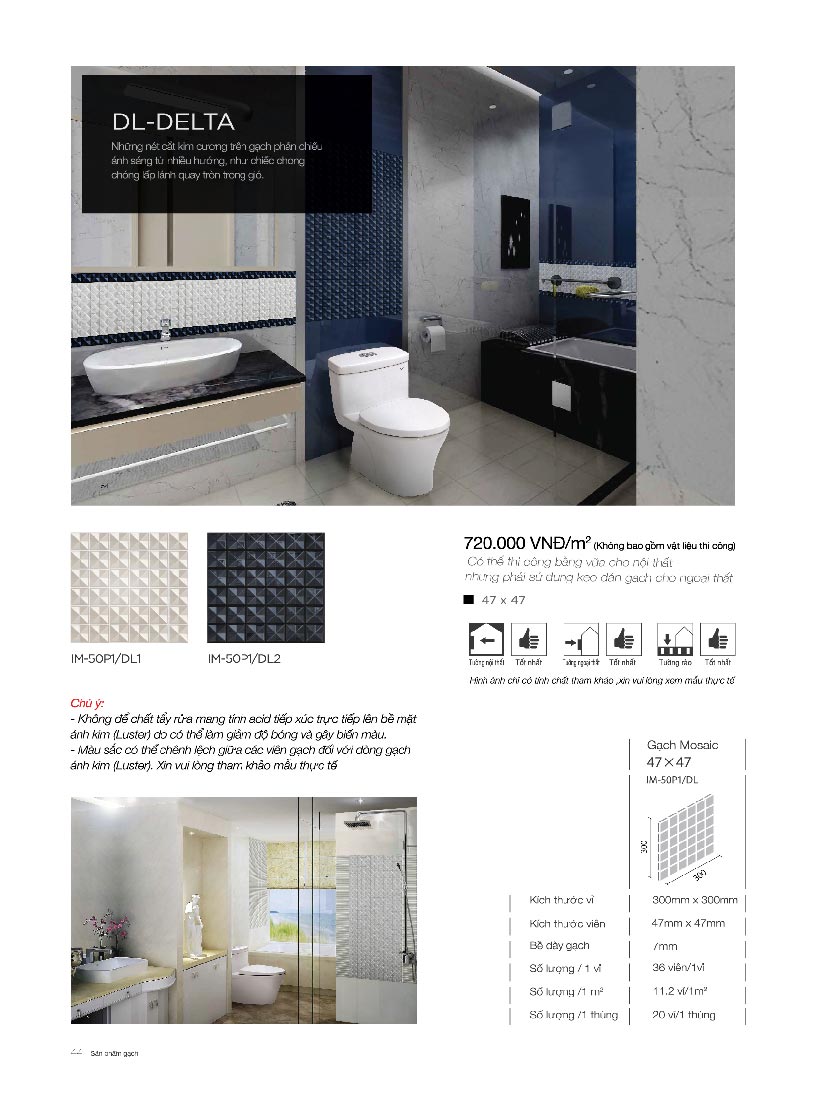 DL-DELTA
Những nét cắt kim cương trên gạch phản chiếu
ánh sáng từ nhiều hướng, như chiếc chong
chóng lấp lánh quay tròn trong gió.
IM-50P1/DL1
IM-50P1/DL2
720.000 VNĐ/m² (Không bao gồm vật liệu thi công)
Có thể thi công bằng vữa cho nội thất
nhưng phải sử dụng keo dán gạch cho ngoại thất
47 x 47
Tường nội thất
Tốt nhất
Tường ngoại thất
Tốt nhất
Tường rào
Tốt nhất
Hình ảnh chỉ có tính chất tham khảo ,xin vui lòng xem mẫu thực tế
Chú ý:
- Không để chất tẩy rửa mang tính acid tiếp xúc trực tiếp lên bề mặt
ánh kim (Luster) do có thể làm giảm độ bóng và gây biến màu.
- Màu sắc có thể chênh lệch giữa các viên gạch đối với dòng gạch
ánh kim (Luster). Xin vui lòng tham khảo mẫu thực tế
Gạch Mosaic
47×47
IM-50P1/DL
300
300
Kích thước vỉ 300mm x 300mm
Kích thước viên 47mm x 47mm
Bề dày gạch 7mm
Số lượng / 1 vỉ 36 viên/1vỉ
Số lượng /1 m² 11.2 vỉ/1m²
Số lượng /1 thùng 20 vỉ/1 thùng
44 Sản phẩm gạch